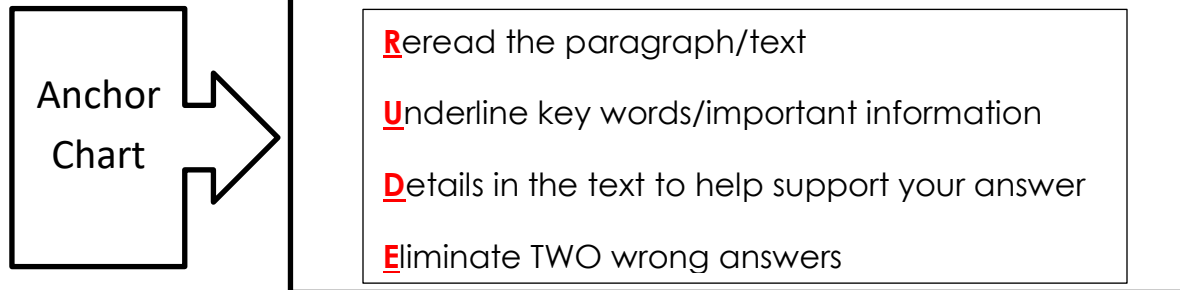 Anchor
Chart
Reread the paragraph/text
Underline key words/important information
Details in the text to help support your answer
Eliminate TWO wrong answers